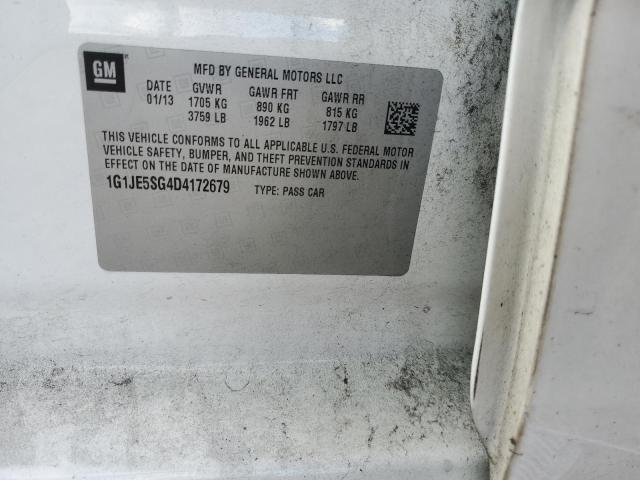 GM
MFD BY GENERAL MOTORS LLC
DATE GVWR GAWR FRT GAWR RR
01/13 1705 KG 890 KG 815 KG
3759 LB 1962 LB 1797 LB
THIS VEHICLE CONFORMS TO ALL APPLICABLE U.S. FEDERAL MOTOR
VEHICLE SAFETY, BUMPER, AND THEFT PREVENTION STANDARDS IN
EFFECT ON THE DATE OF MANUFACTURE SHOWN ABOVE.
1G1JE5SG4D4172679 TYPE: PASS CAR